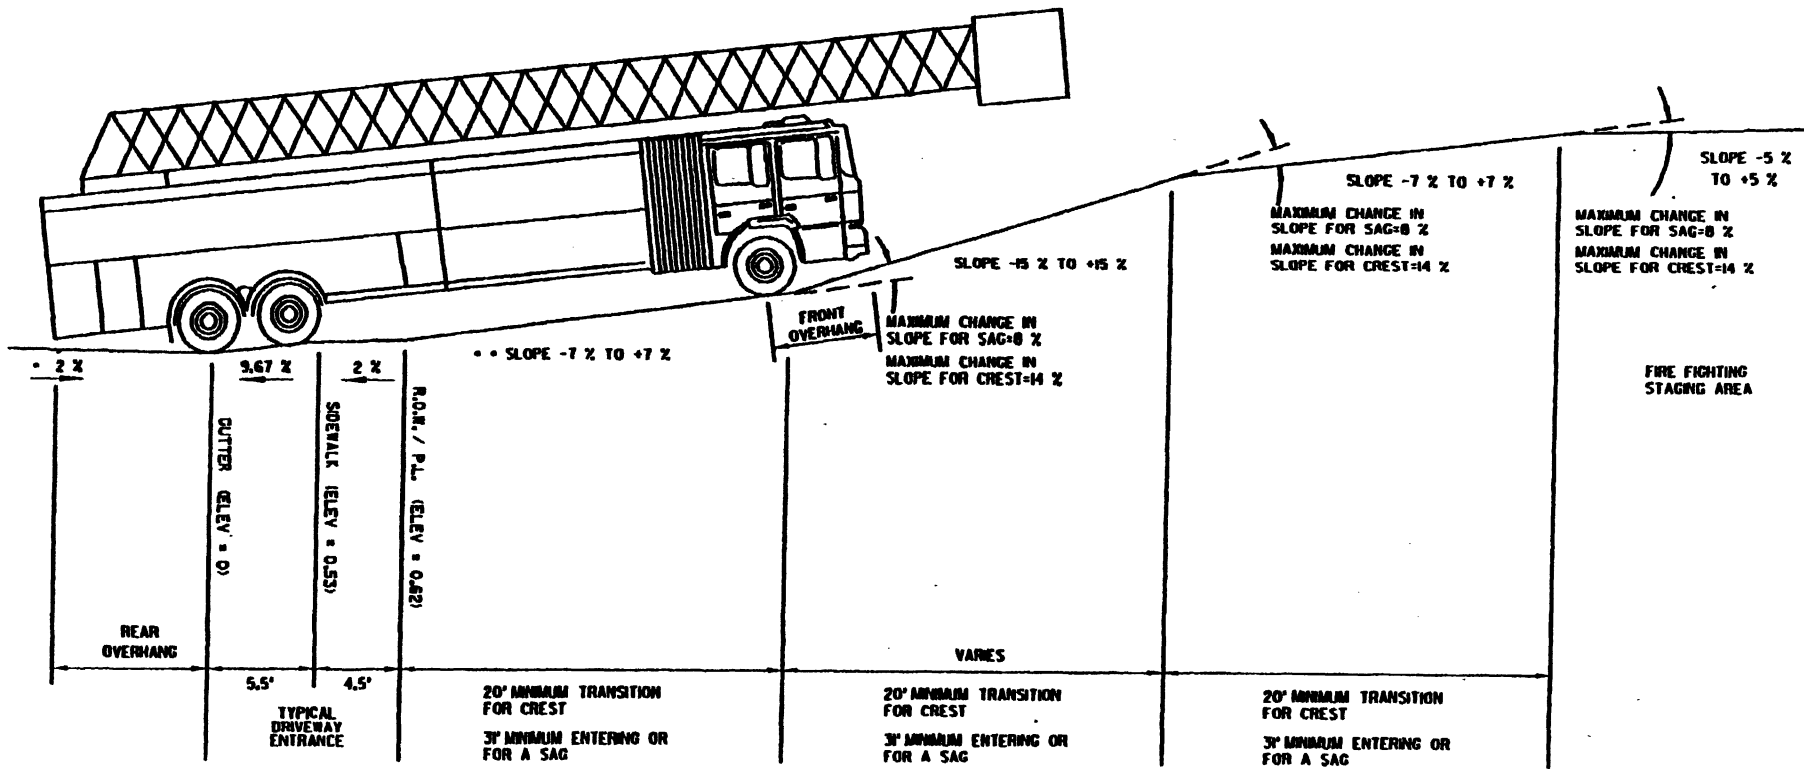 SLOPE -5 %
TO +5 %
SLOPE -7 % TO +7 %
MAXIMUM CHANGE IN
SLOPE FOR SAG=8 %
MAXIMUM CHANGE IN
SLOPE FOR CREST=14 %
MAXIMUM CHANGE IN
SLOPE FOR SAG=8 %
MAXIMUM CHANGE IN
SLOPE FOR CREST=14 %
SLOPE -15 % TO +15 %
FRONT
OVERHANG
MAXIMUM CHANGE IN
SLOPE FOR SAG=8 %
MAXIMUM CHANGE IN
SLOPE FOR CREST=14 %
• 2 %
9.67 %
2 %
• • SLOPE -7 % TO +7 %
FIRE FIGHTING
STAGING AREA
GUTTER (ELEV = 0)
SIDEWALK (ELEV = 0.53)
R.O.W. / P.L. (ELEV = 0.62)
REAR
OVERHANG
VARIES
5.5'
4.5'
TYPICAL
DRIVEWAY
ENTRANCE
20' MINIMUM TRANSITION
FOR CREST
31' MINIMUM ENTERING OR
FOR A SAG
20' MINIMUM TRANSITION
FOR CREST
31' MINIMUM ENTERING OR
FOR A SAG
20' MINIMUM TRANSITION
FOR CREST
31' MINIMUM ENTERING OR
FOR A SAG